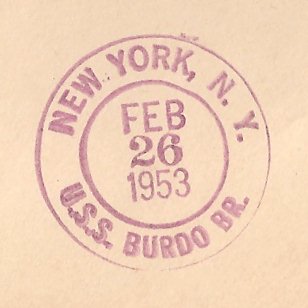 NEW YORK, N. Y.
FEB
26
1953
U.S.S. BURDO BR.